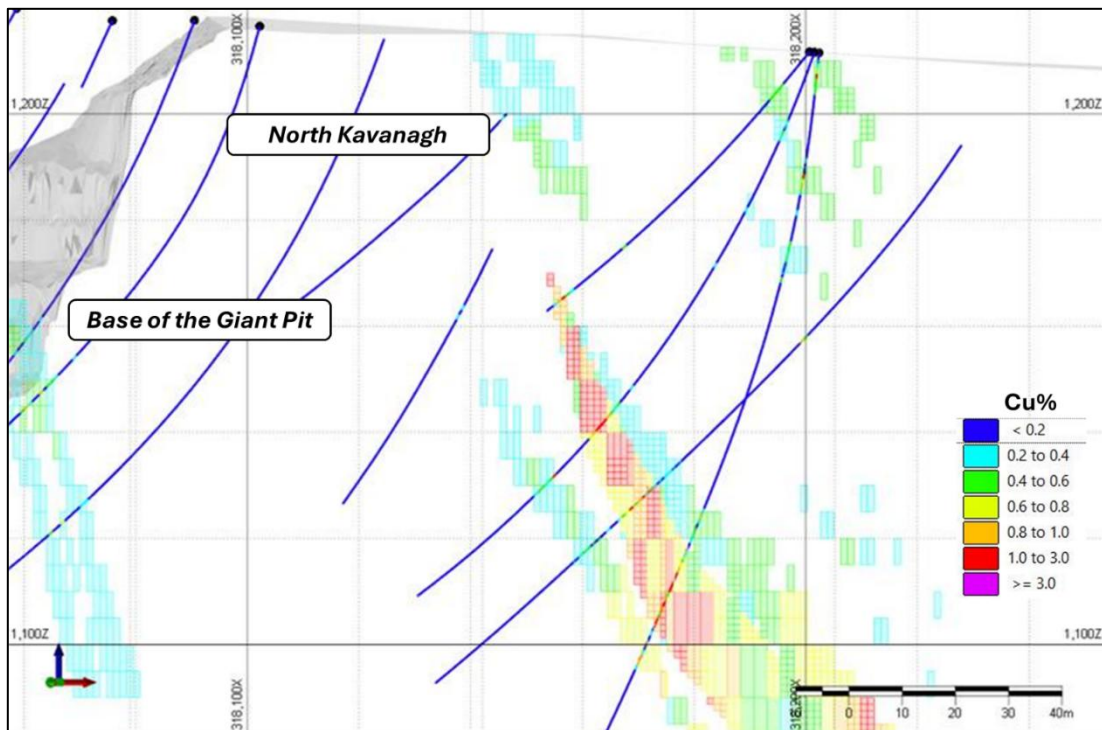 318,100X
318,200X
1,200Z
1,200Z
North Kavanagh
Base of the Giant Pit
Cu%
< 0.2
0.2 to 0.4
0.4 to 0.6
0.6 to 0.8
0.8 to 1.0
1.0 to 3.0
>= 3.0
1,100Z
1,100Z
318,100X
318,200X
0
10
20
30
40m